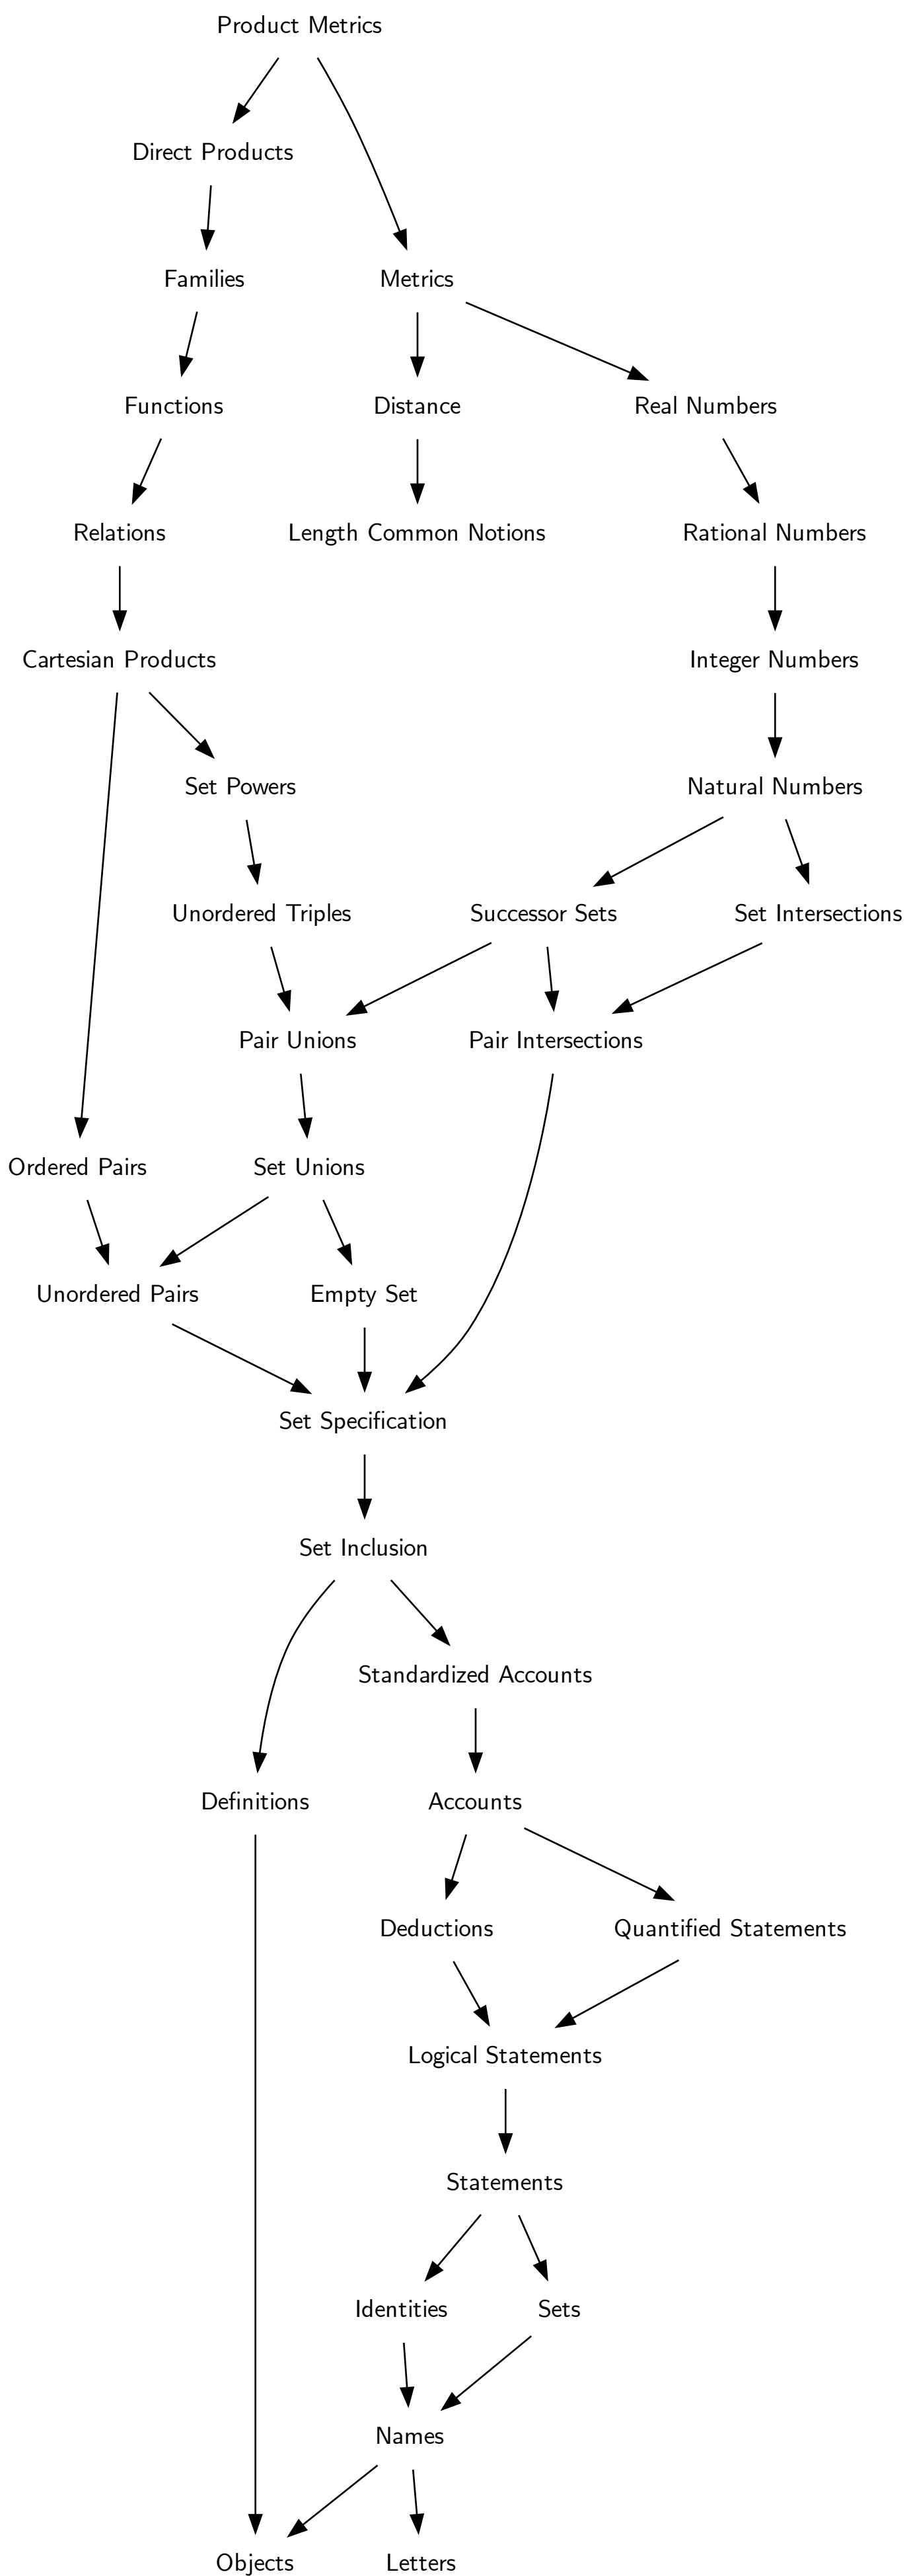 Product Metrics
Direct Products
Families
Metrics
Functions
Distance
Real Numbers
Relations
Length Common Notions
Rational Numbers
Cartesian Products
Integer Numbers
Set Powers
Natural Numbers
Unordered Triples
Successor Sets
Set Intersections
Pair Unions
Pair Intersections
Ordered Pairs
Set Unions
Unordered Pairs
Empty Set
Set Specification
Set Inclusion
Standardized Accounts
Definitions
Accounts
Deductions
Quantified Statements
Logical Statements
Statements
Identities
Sets
Names
Objects
Letters